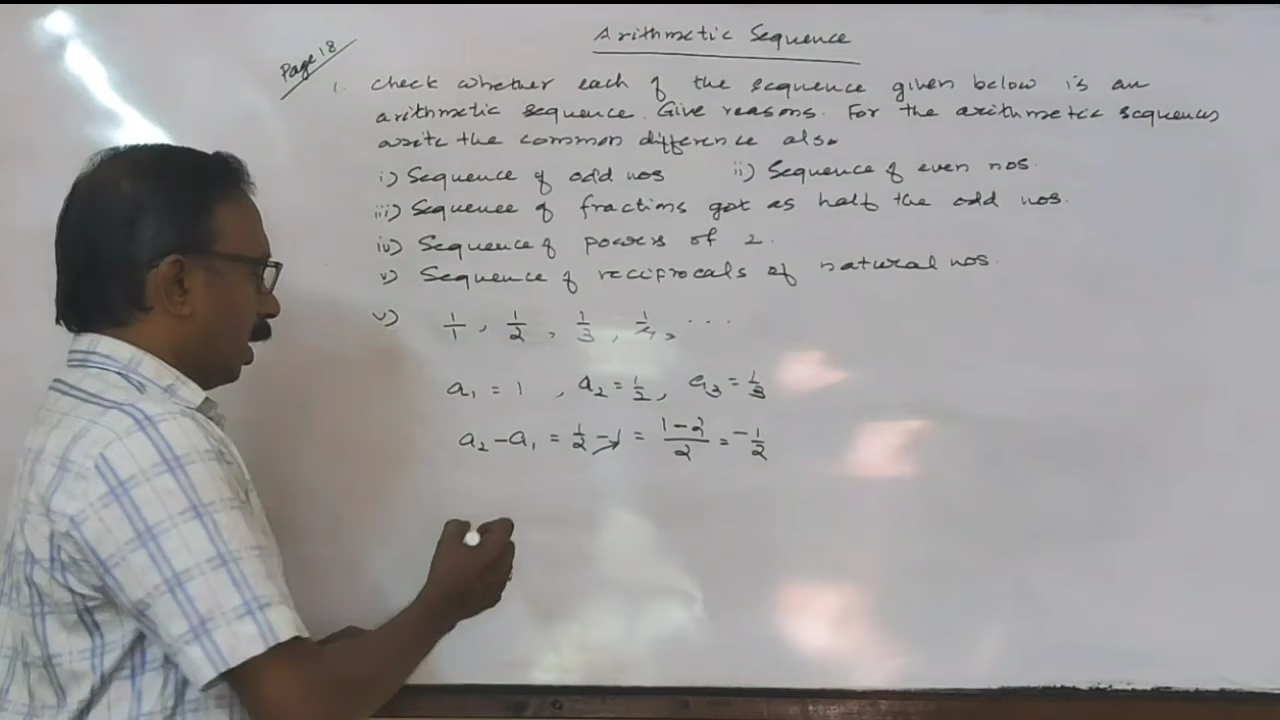 Arithmetic Sequence
Page 18
1. Check whether each of the sequence given below is an
arithmetic sequence. Give reasons. For the arithmetic sequences
write the common difference also
i) Sequence of odd nos ii) Sequence of even nos.
iii) Sequence of fractions got as half the odd nos.
iv) Sequence of powers of 2.
v) Sequence of reciprocals of natural nos.
v) 1/1, 1/2, 1/3, 1/4, ...
a₁ = 1, a₂ = 1/2, a₃ = 1/3
a₂ - a₁ = 1/2 - 1 = (1-2)/2 = -1/2